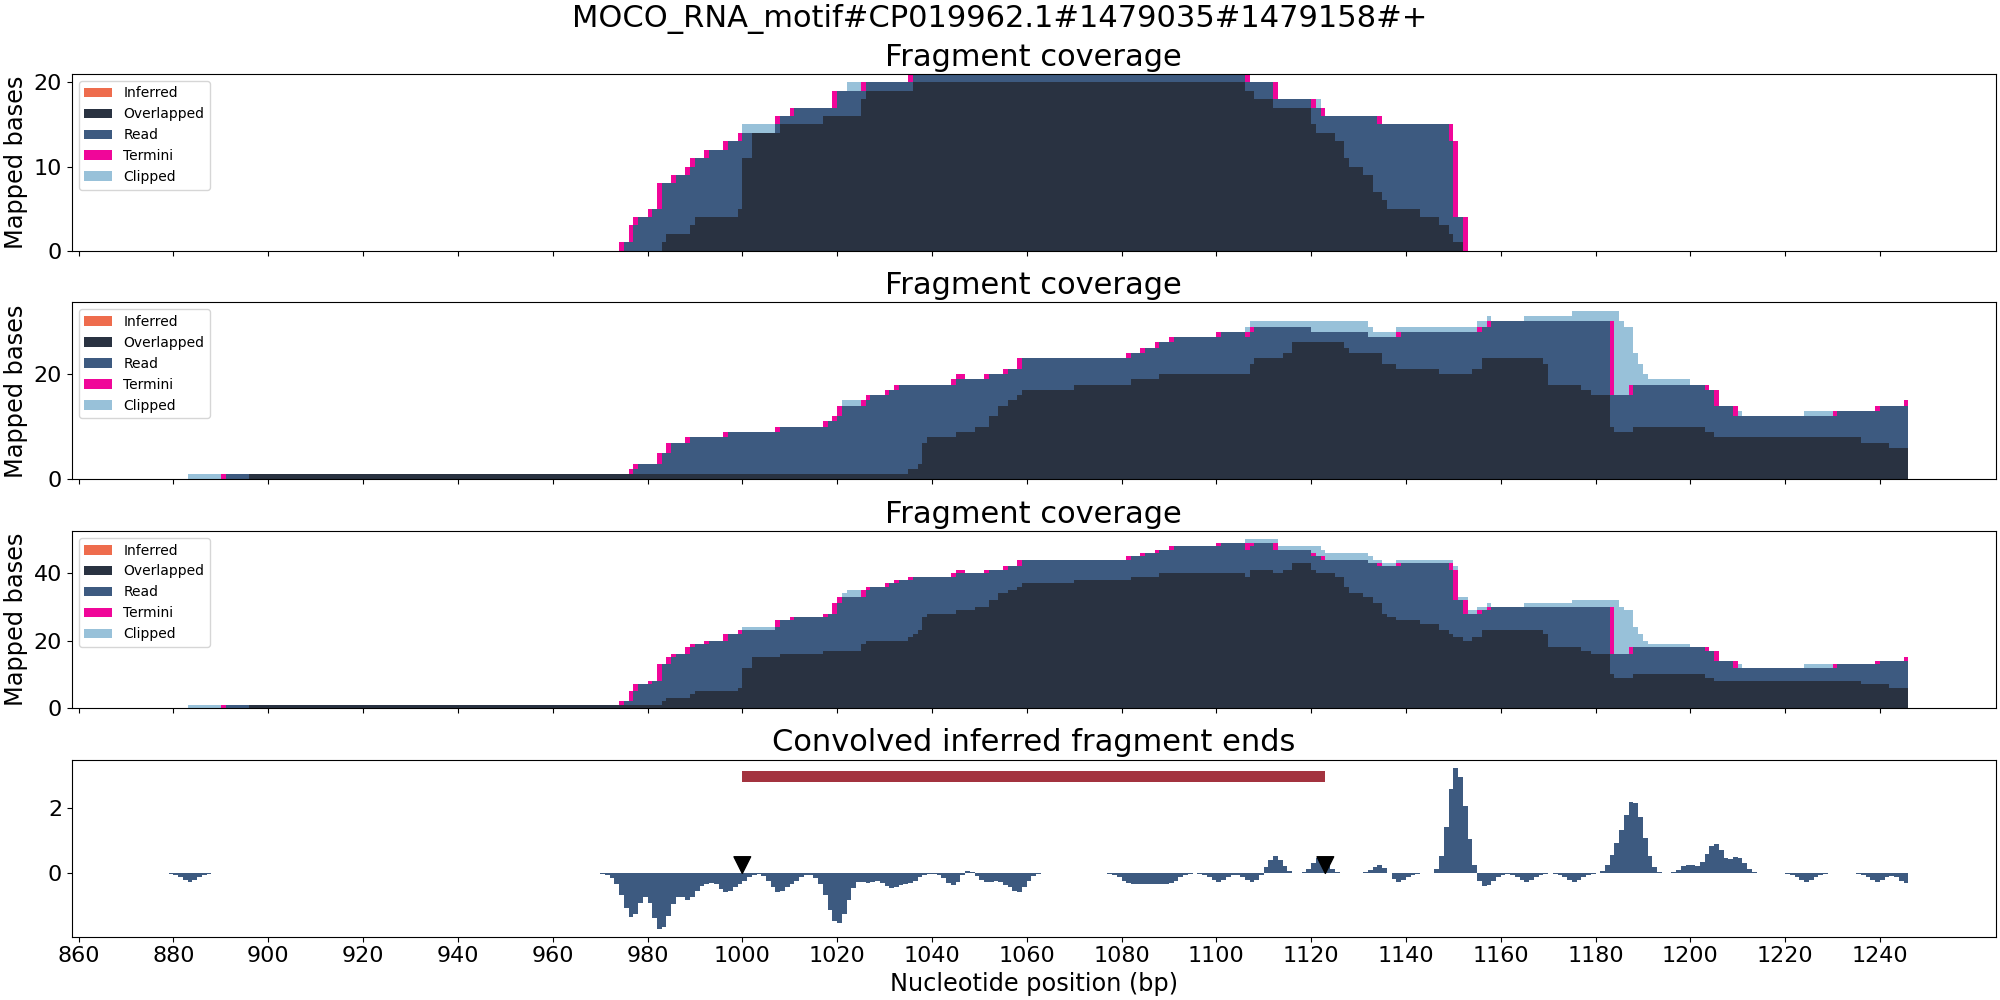 MOCO_RNA_motif#CP019962.1#1479035#1479158#+
Fragment coverage
Mapped bases
20
10
0
Inferred
Overlapped
Read
Termini
Clipped
Fragment coverage
Mapped bases
20
0
Inferred
Overlapped
Read
Termini
Clipped
Fragment coverage
Mapped bases
40
20
0
Inferred
Overlapped
Read
Termini
Clipped
Convolved inferred fragment ends
2
0
860 880 900 920 940 960 980 1000 1020 1040 1060 1080 1100 1120 1140 1160 1180 1200 1220 1240
Nucleotide position (bp)